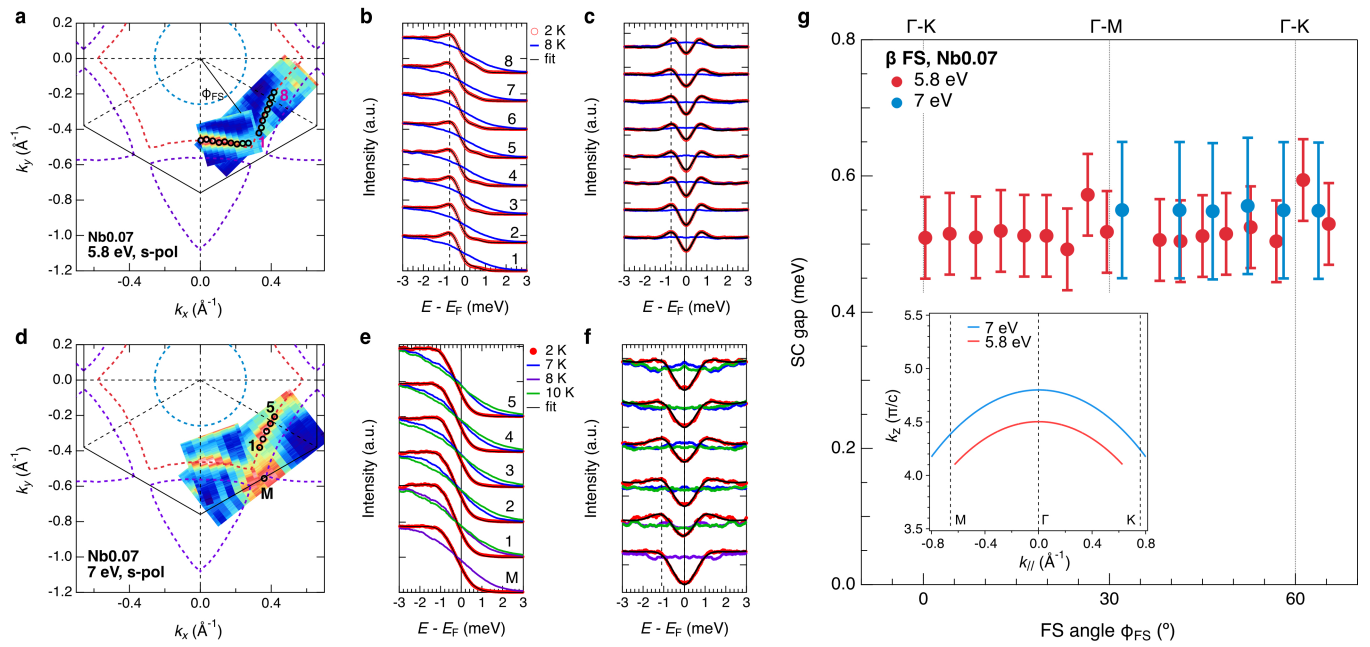 a
0.2
0.0
-0.2
-0.4
-0.6
-0.8
-1.0
-1.2
ϕFS
8
1
Nb0.07
5.8 eV, s-pol
-0.4
0.0
0.4
kx (Å-1)
ky (Å-1)
b
2 K
8 K
fit
8
7
6
5
4
3
2
1
-3
-2
-1
0
1
2
3
E - EF (meV)
Intensity (a.u.)
c
-3
-2
-1
0
1
2
3
E - EF (meV)
Intensity (a.u.)
d
0.2
0.0
-0.2
-0.4
-0.6
-0.8
-1.0
-1.2
5
1
M
Nb0.07
7 eV, s-pol
-0.4
0.0
0.4
kx (Å-1)
ky (Å-1)
e
2 K
7 K
8 K
10 K
fit
5
4
3
2
1
M
-3
-2
-1
0
1
2
3
E - EF (meV)
Intensity (a.u.)
f
-3
-2
-1
0
1
2
3
E - EF (meV)
Intensity (a.u.)
g
Γ-K
Γ-M
Γ-K
β FS, Nb0.07
5.8 eV
7 eV
0.8
0.6
0.4
0.2
0.0
SC gap (meV)
0
30
60
FS angle ϕFS (º)
7 eV
5.8 eV
5.5
5.0
4.5
4.0
3.5
kz (π/c)
M
Γ
K
-0.8
-0.4
0.0
0.4
0.8
k// (Å-1)